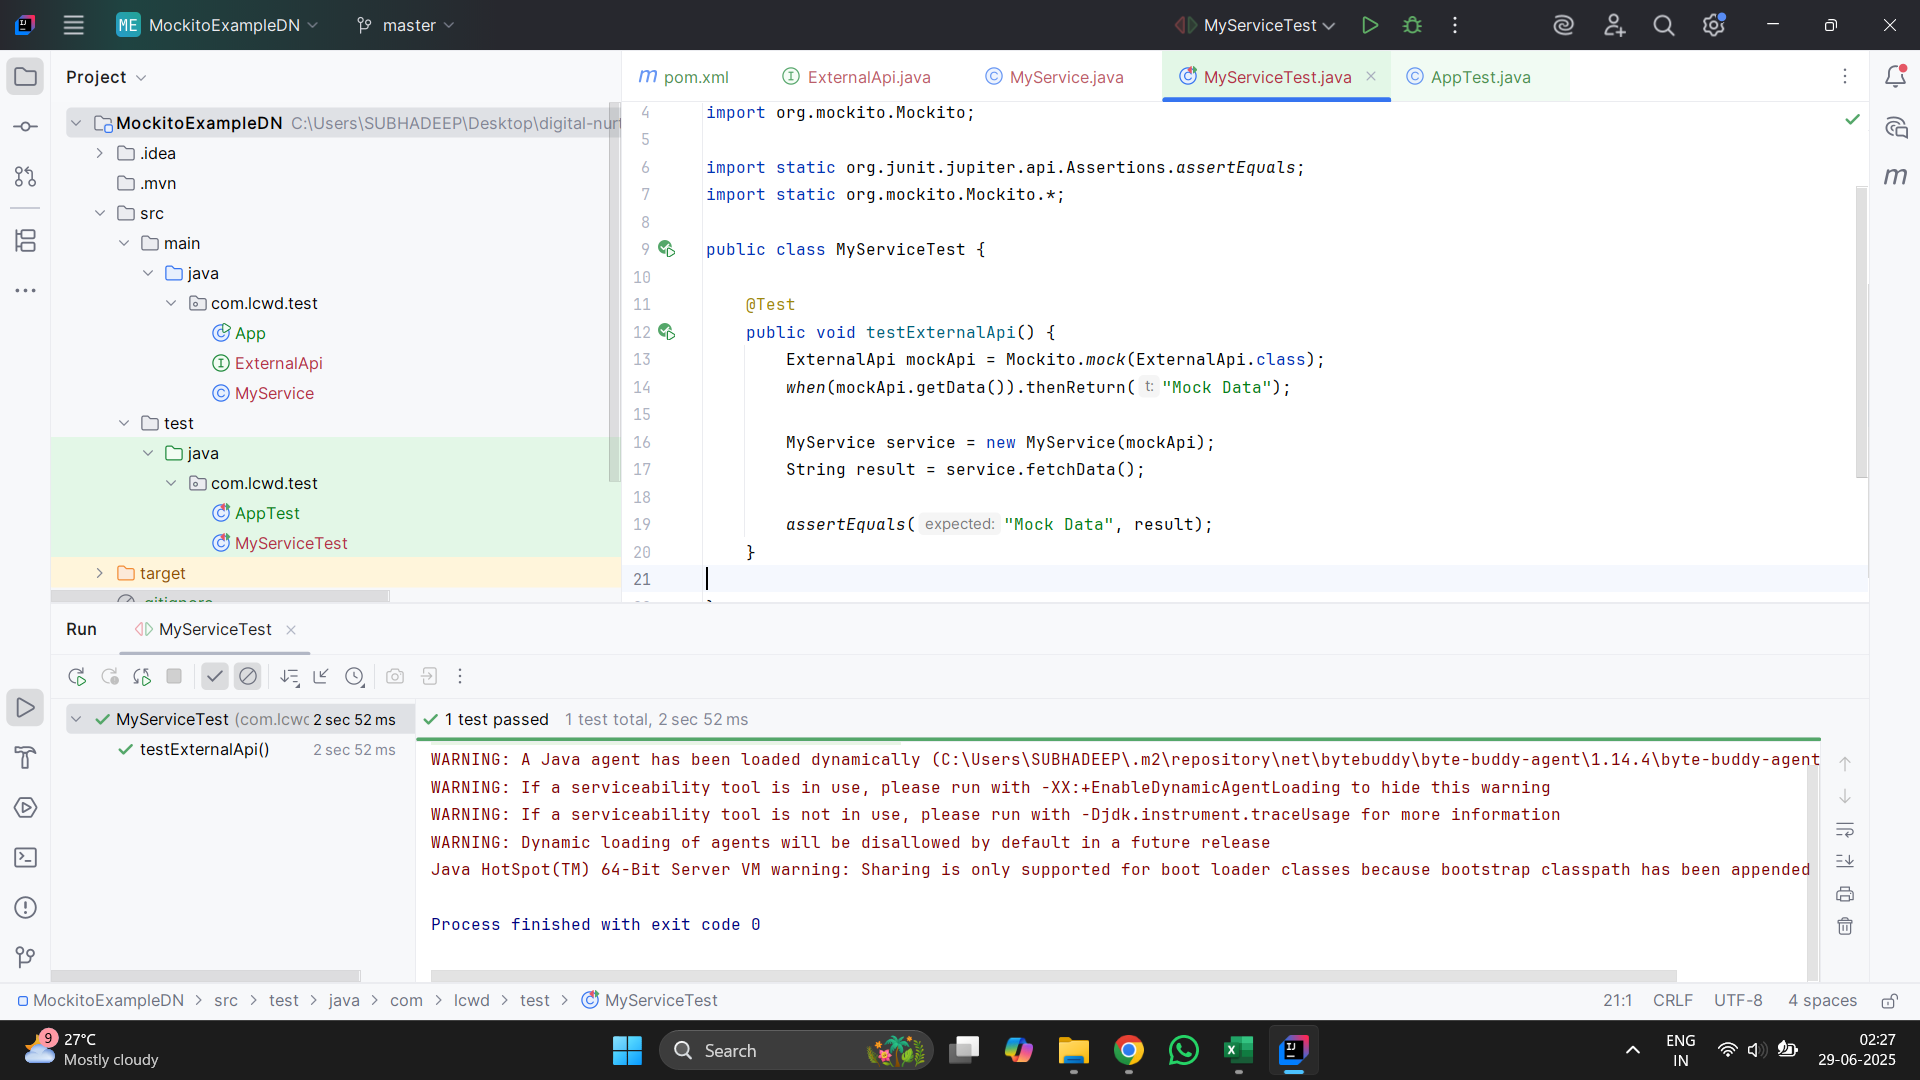 ME MockitoExampleDN master MyServiceTest
Project
pom.xml ExternalApi.java MyService.java MyServiceTest.java AppTest.java
MockitoExampleDN C:\Users\SUBHADEEP\Desktop\digital-nurt
.idea
.mvn
src
main
java
com.lcwd.test
App
ExternalApi
MyService
test
java
com.lcwd.test
AppTest
MyServiceTest
target
.gitignore
4 import org.mockito.Mockito;
5
6 import static org.junit.jupiter.api.Assertions.assertEquals;
7 import static org.mockito.Mockito.*;
8
9 public class MyServiceTest {
10
11 @Test
12 public void testExternalApi() {
13 ExternalApi mockApi = Mockito.mock(ExternalApi.class);
14 when(mockApi.getData()).thenReturn( t: "Mock Data");
15
16 MyService service = new MyService(mockApi);
17 String result = service.fetchData();
18
19 assertEquals( expected: "Mock Data", result);
20 }
21
Run MyServiceTest
MyServiceTest (com.lcwd 2 sec 52 ms
testExternalApi() 2 sec 52 ms
1 test passed 1 test total, 2 sec 52 ms
WARNING: A Java agent has been loaded dynamically (C:\Users\SUBHADEEP\.m2\repository\net\bytebuddy\byte-buddy-agent\1.14.4\byte-buddy-agent
WARNING: If a serviceability tool is in use, please run with -XX:+EnableDynamicAgentLoading to hide this warning
WARNING: If a serviceability tool is not in use, please run with -Djdk.instrument.traceUsage for more information
WARNING: Dynamic loading of agents will be disallowed by default in a future release
Java HotSpot(TM) 64-Bit Server VM warning: Sharing is only supported for boot loader classes because bootstrap classpath has been appended
Process finished with exit code 0
MockitoExampleDN > src > test > java > com > lcwd > test > MyServiceTest
21:1 CRLF UTF-8 4 spaces
9
27°C
Mostly cloudy
Search
ENG
IN
02:27
29-06-2025